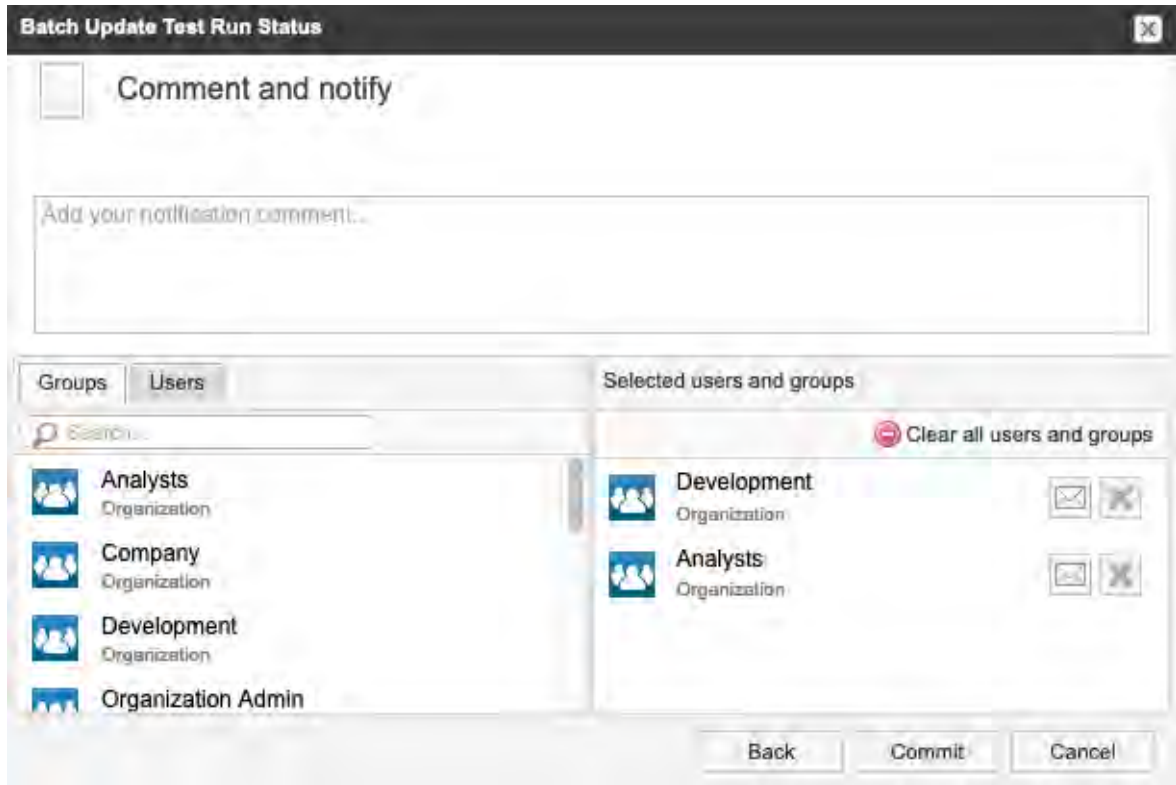 Batch Update Test Run Status
Comment and notify
Add your notification comment...
Groups
Users
Search...
Analysts
Organization
Company
Organization
Development
Organization
Organization Admin
Selected users and groups
Clear all users and groups
Development
Organization
Analysts
Organization
Back
Commit
Cancel